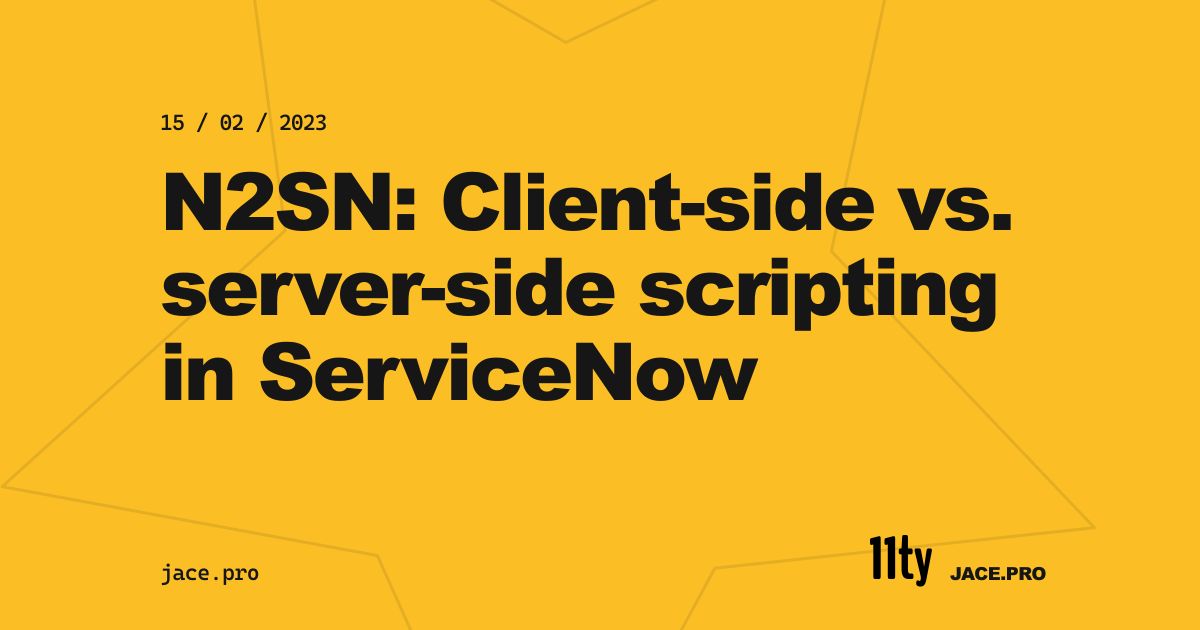 15 / 02 / 2023
N2SN: Client-side vs.
server-side scripting
in ServiceNow
jace.pro
11ty
JACE.PRO